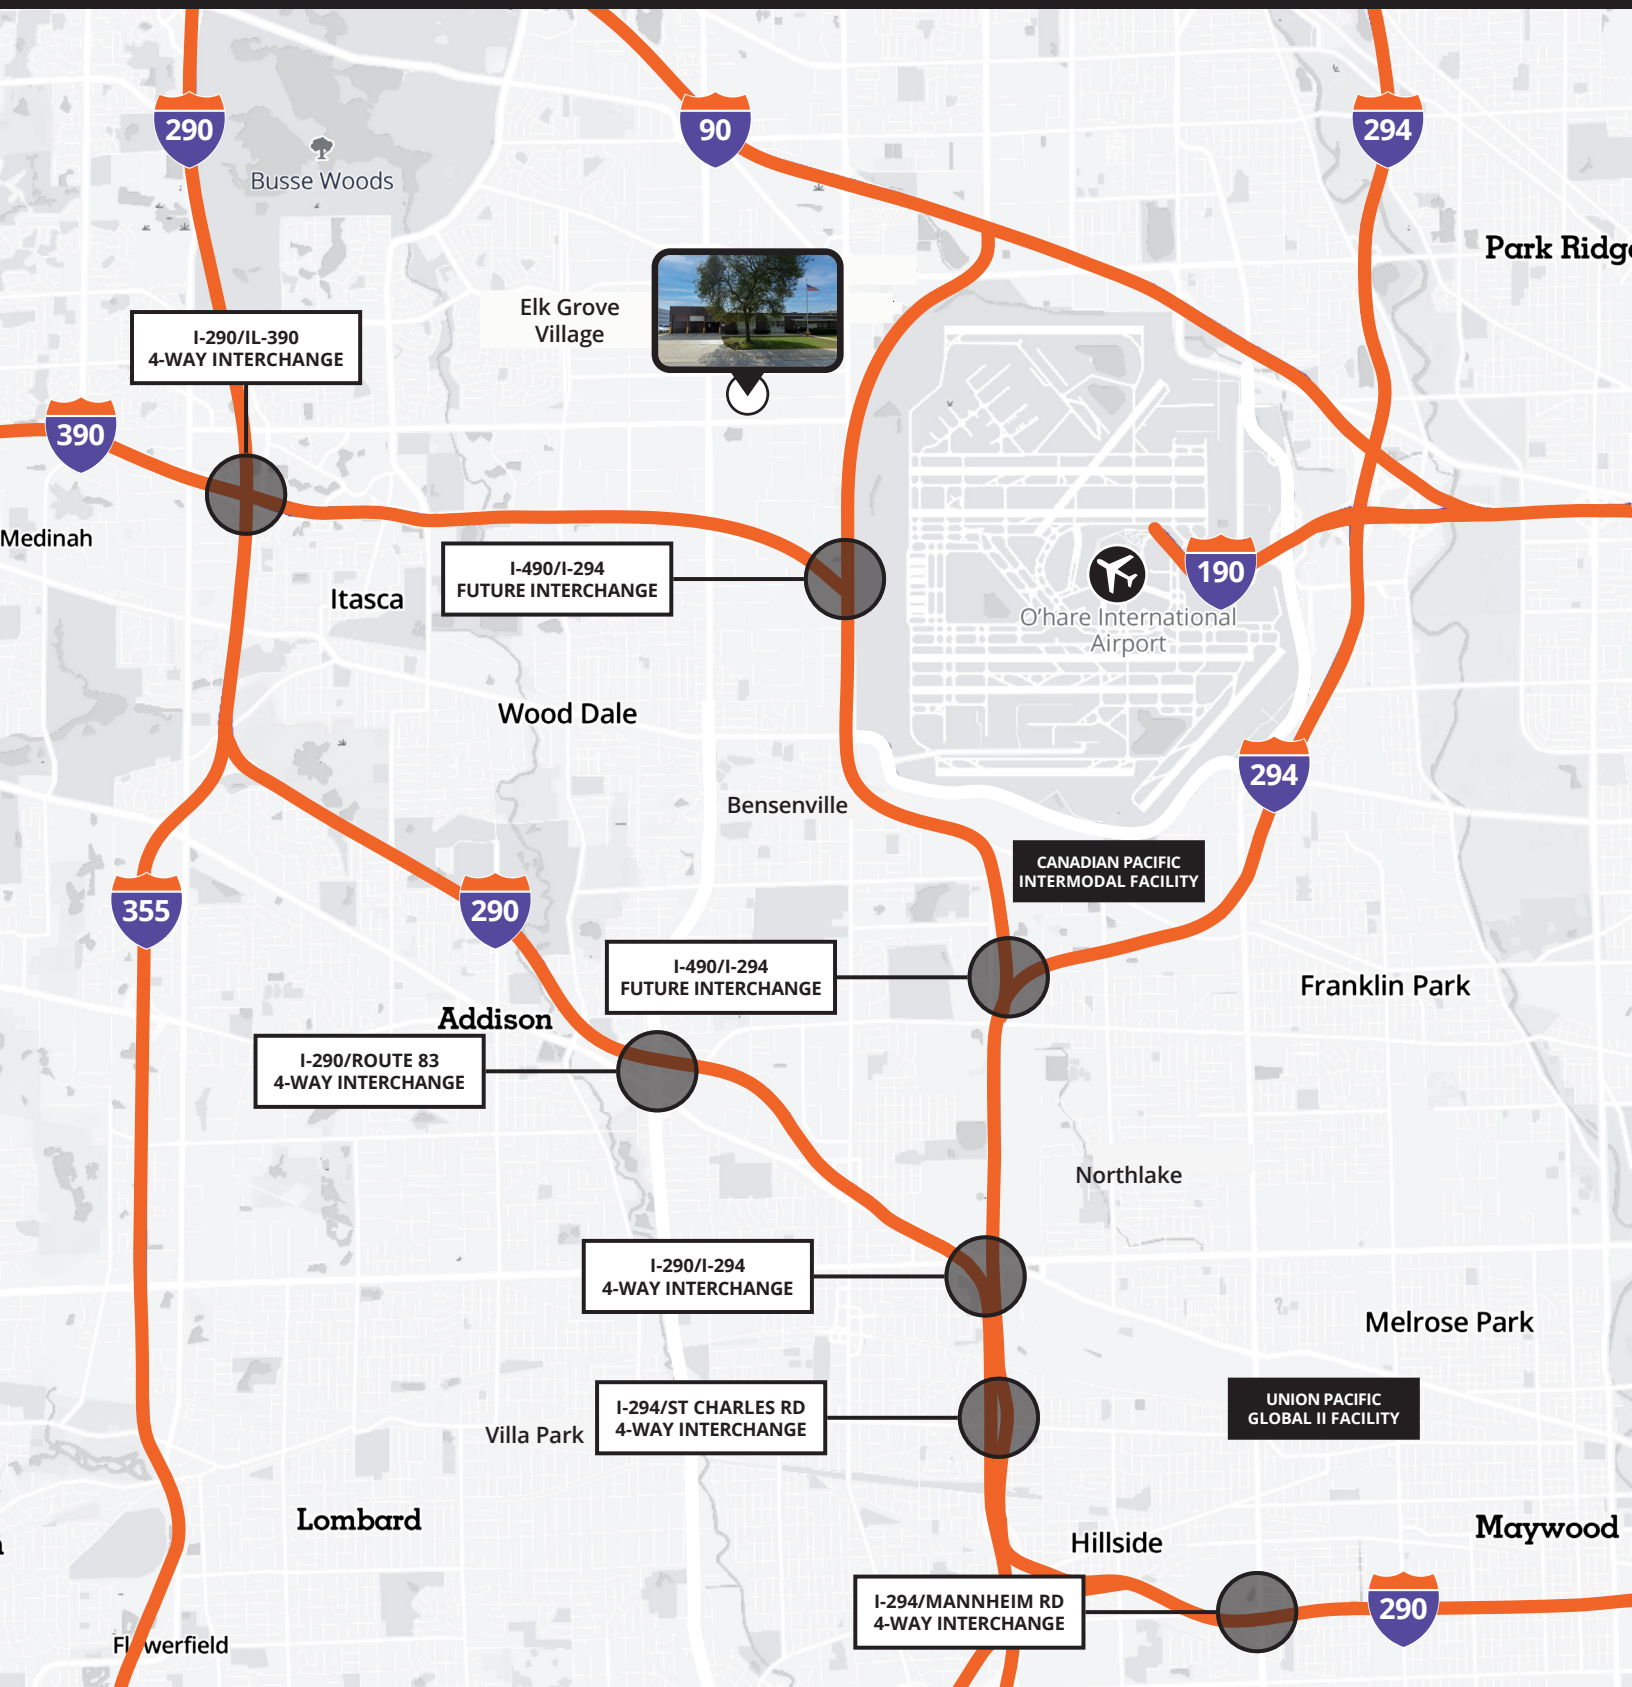 290
90
294
Busse Woods
Park Ridge
Elk Grove
Village
I-290/IL-390
4-WAY INTERCHANGE
390
Medinah
I-490/I-294
FUTURE INTERCHANGE
190
Itasca
O'hare International
Airport
Wood Dale
294
Bensenville
CANADIAN PACIFIC
INTERMODAL FACILITY
355
290
I-490/I-294
FUTURE INTERCHANGE
Franklin Park
Addison
I-290/ROUTE 83
4-WAY INTERCHANGE
Northlake
I-290/I-294
4-WAY INTERCHANGE
Melrose Park
UNION PACIFIC
GLOBAL II FACILITY
I-294/ST CHARLES RD
4-WAY INTERCHANGE
Villa Park
Lombard
Maywood
Hillside
I-294/MANNHEIM RD
4-WAY INTERCHANGE
290
Flowerfield